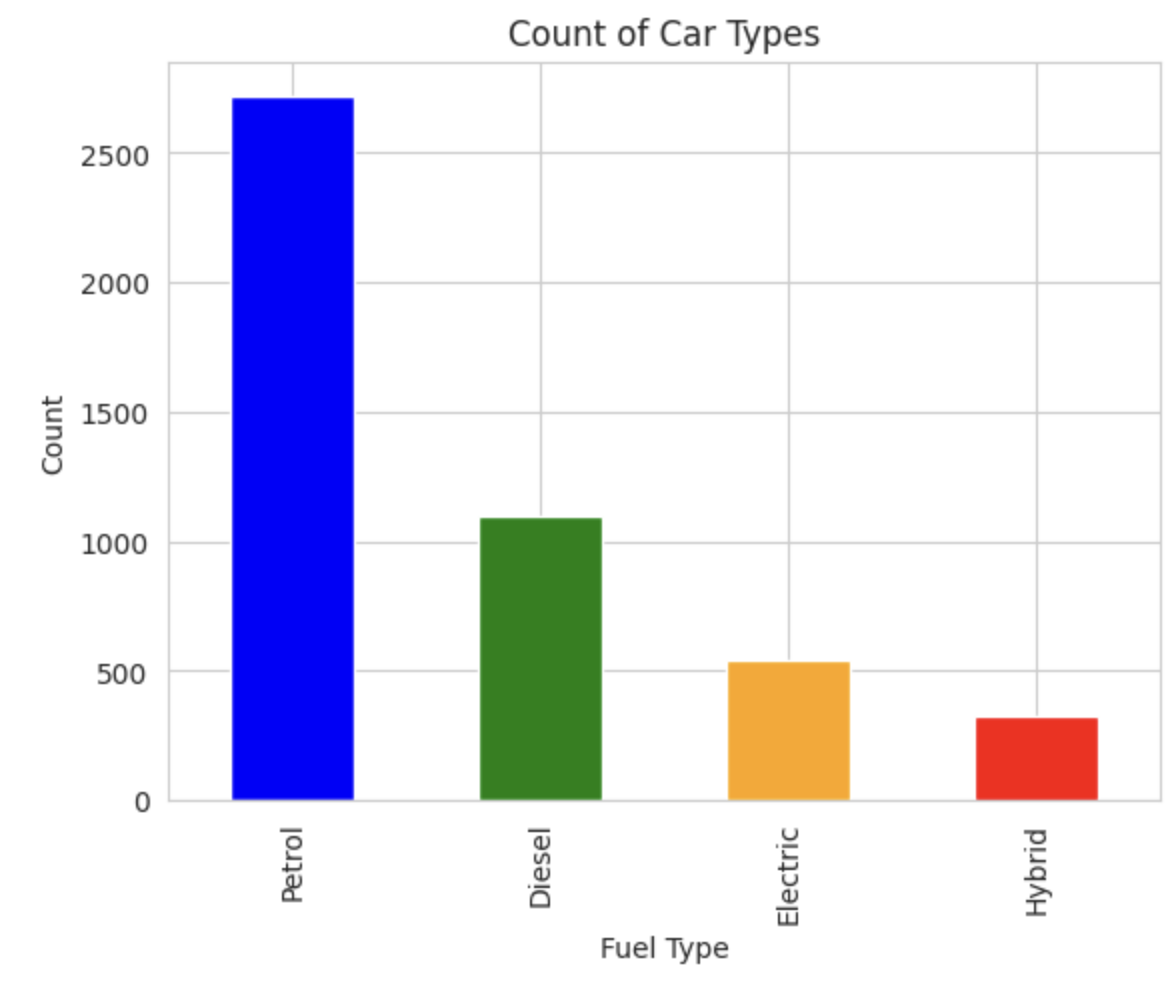 Count of Car Types
Count
2500
2000
1500
1000
500
0
Petrol
Diesel
Electric
Hybrid
Fuel Type